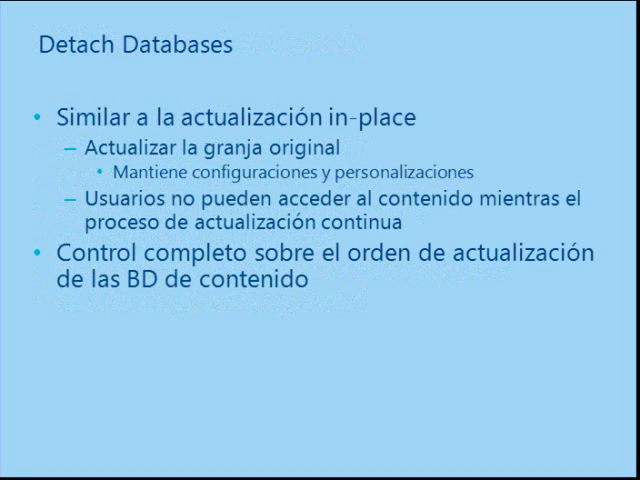 Detach Databases
• Similar a la actualización in-place
– Actualizar la granja original
• Mantiene configuraciones y personalizaciones
– Usuarios no pueden acceder al contenido mientras el
proceso de actualización continua
• Control completo sobre el orden de actualización
de las BD de contenido